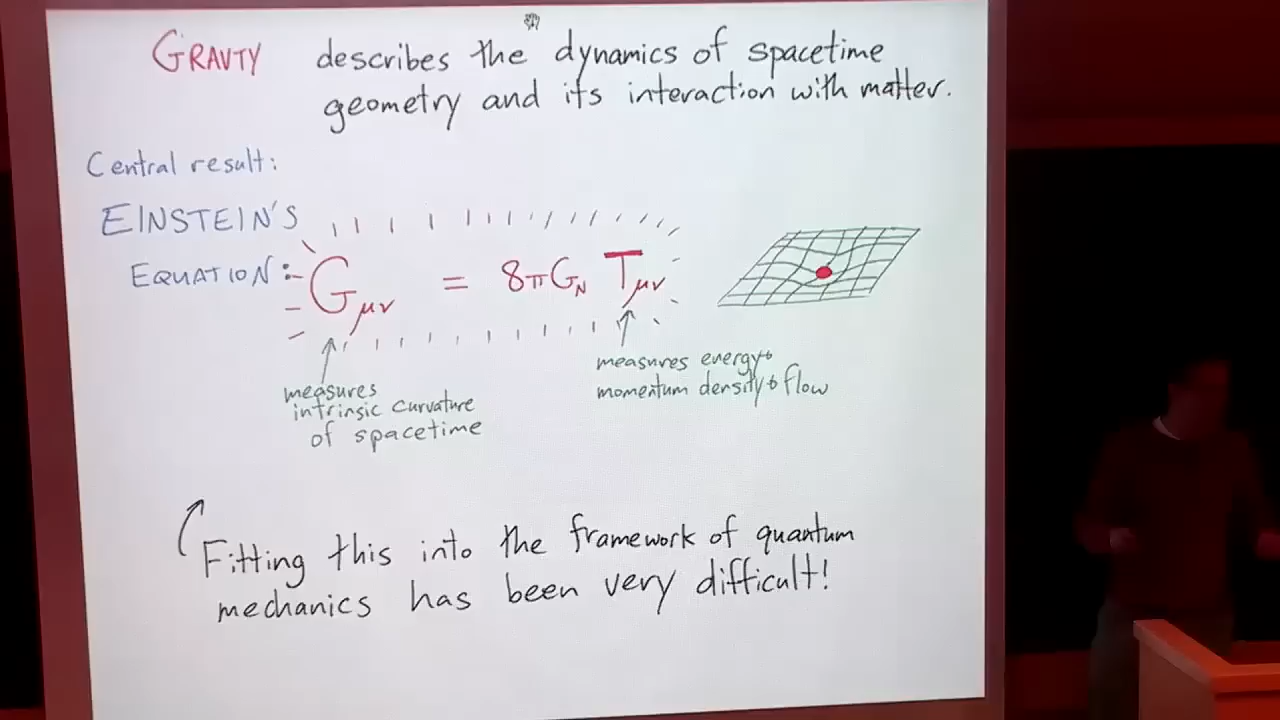 GRAVTY describes the dynamics of spacetime
geometry and its interaction with matter.
Central result:
EINSTEIN'S
EQUATION:
Gμν = 8πG_N Tμν
measures
intrinsic curvature
of spacetime
measures energy+
momentum density+ flow
Fitting this into the framework of quantum
mechanics has been very difficult!